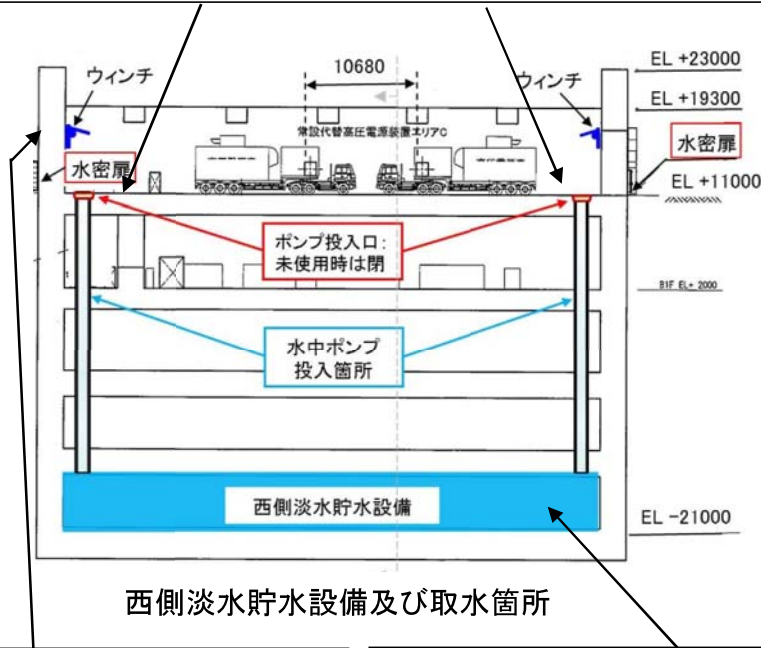 EL +23000
ウィンチ
10680
ウィンチ
EL +19300
常設代替高圧電源装置エリアC
水密扉
水密扉
EL +11000
ポンプ投入口：
未使用時は閉
B1F EL+ 2000
水中ポンプ
投入箇所
西側淡水貯水設備
EL -21000
西側淡水貯水設備及び取水箇所